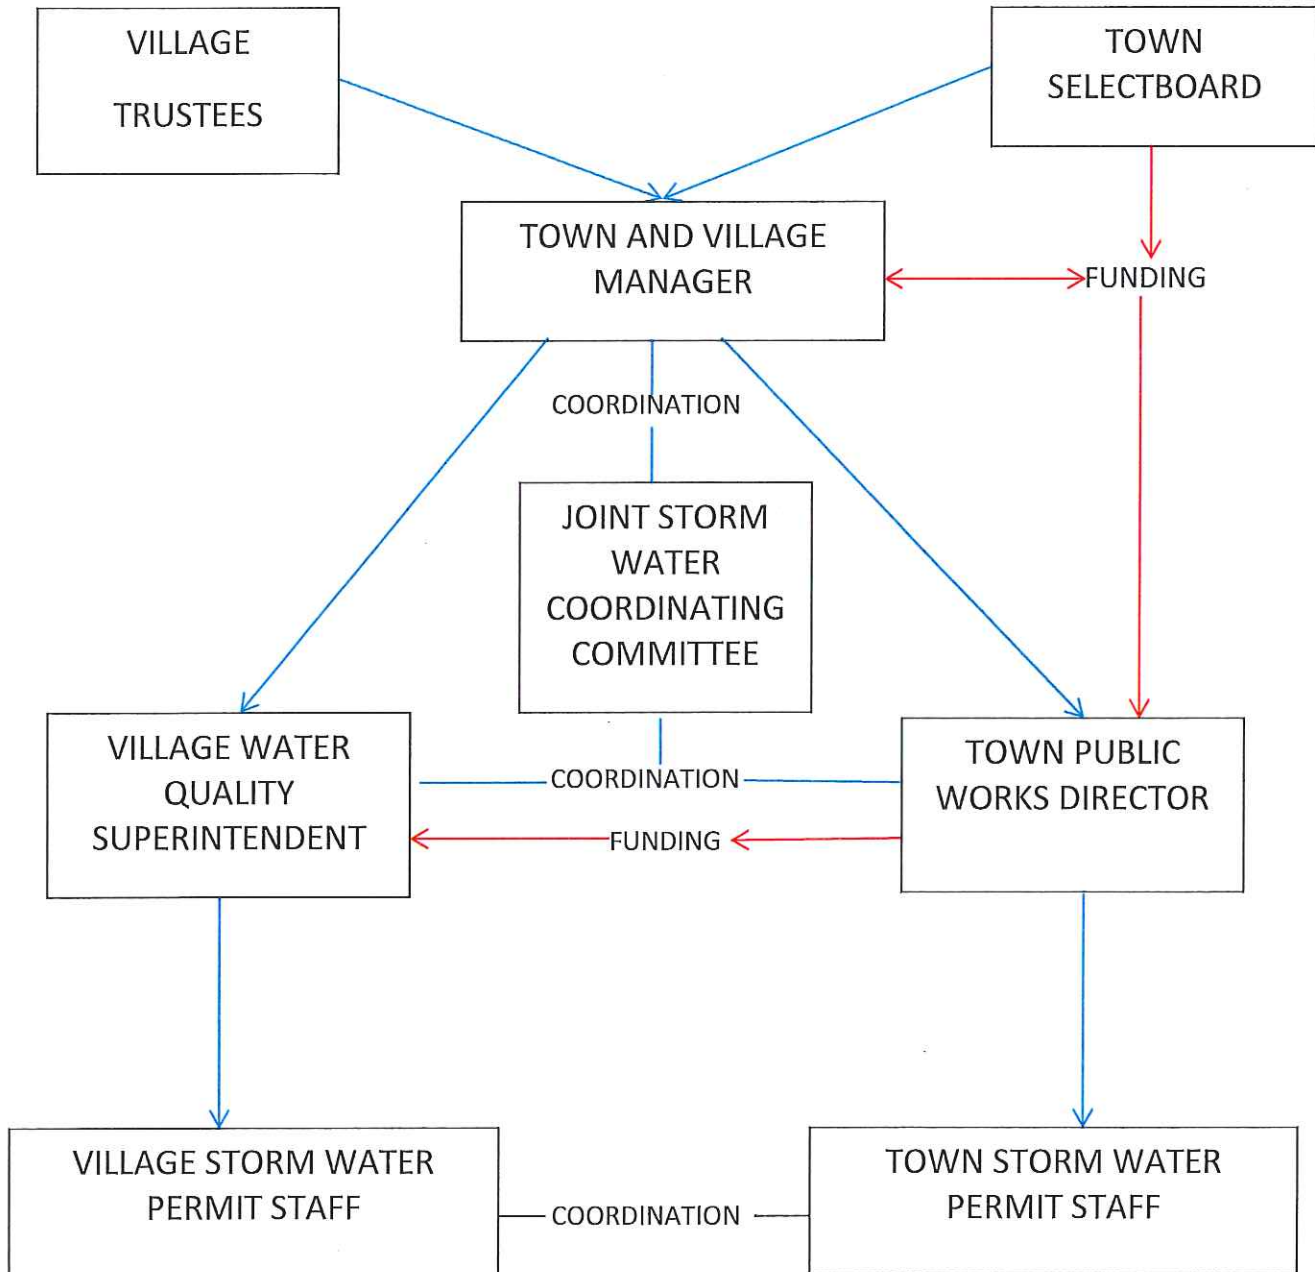 VILLAGE
TRUSTEES
TOWN
SELECTBOARD
TOWN AND VILLAGE
MANAGER
FUNDING
COORDINATION
JOINT STORM
WATER
COORDINATING
COMMITTEE
VILLAGE WATER
QUALITY
SUPERINTENDENT
COORDINATION
FUNDING
TOWN PUBLIC
WORKS DIRECTOR
VILLAGE STORM WATER
PERMIT STAFF
COORDINATION
TOWN STORM WATER
PERMIT STAFF